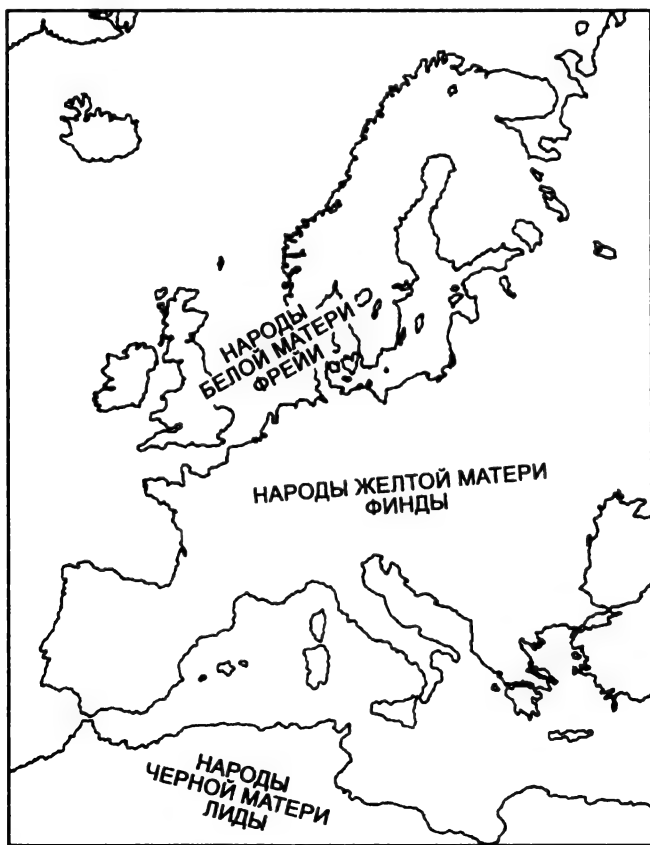 НАРОДЫ
БЕЛОЙ МАТЕРИ
ФРЕЙИ
НАРОДЫ ЖЕЛТОЙ МАТЕРИ
ФИНДЫ
НАРОДЫ
ЧЕРНОЙ МАТЕРИ
ЛИДЫ